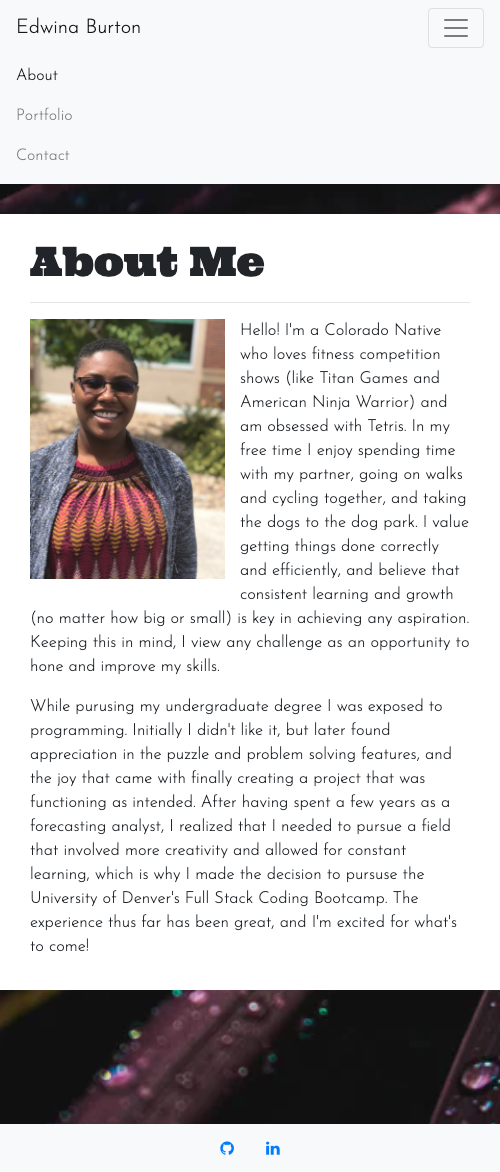 Edwina Burton
About
Portfolio
Contact
About Me
Hello! I'm a Colorado Native
who loves fitness competition
shows (like Titan Games and
American Ninja Warrior) and
am obsessed with Tetris. In my
free time I enjoy spending time
with my partner, going on walks
and cycling together, and taking
the dogs to the dog park. I value
getting things done correctly
and efficiently, and believe that
consistent learning and growth
(no matter how big or small) is key in achieving any aspiration.
Keeping this in mind, I view any challenge as an opportunity to
hone and improve my skills.
While purusing my undergraduate degree I was exposed to
programming. Initially I didn't like it, but later found
appreciation in the puzzle and problem solving features, and
the joy that came with finally creating a project that was
functioning as intended. After having spent a few years as a
forecasting analyst, I realized that I needed to pursue a field
that involved more creativity and allowed for constant
learning, which is why I made the decision to pursuse the
University of Denver's Full Stack Coding Bootcamp. The
experience thus far has been great, and I'm excited for what's
to come!
in